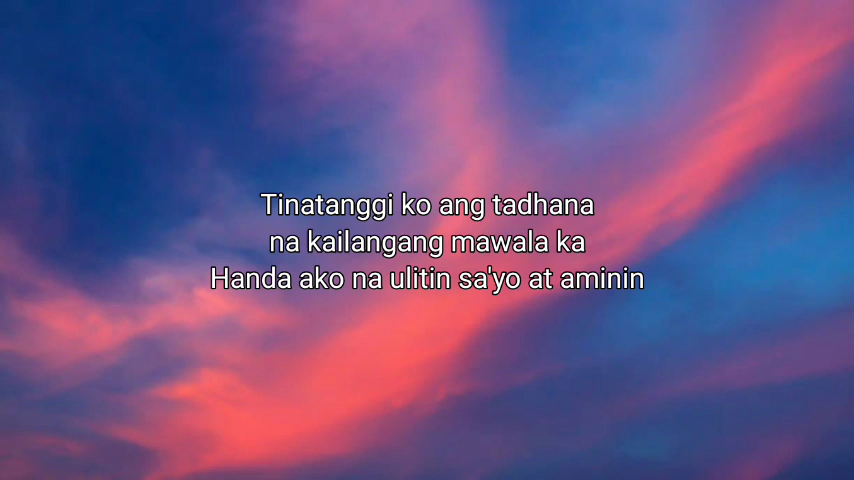 Tinatanggi ko ang tadhana
na kailangang mawala ka
Handa ako na ulitin sa'yo at aminin